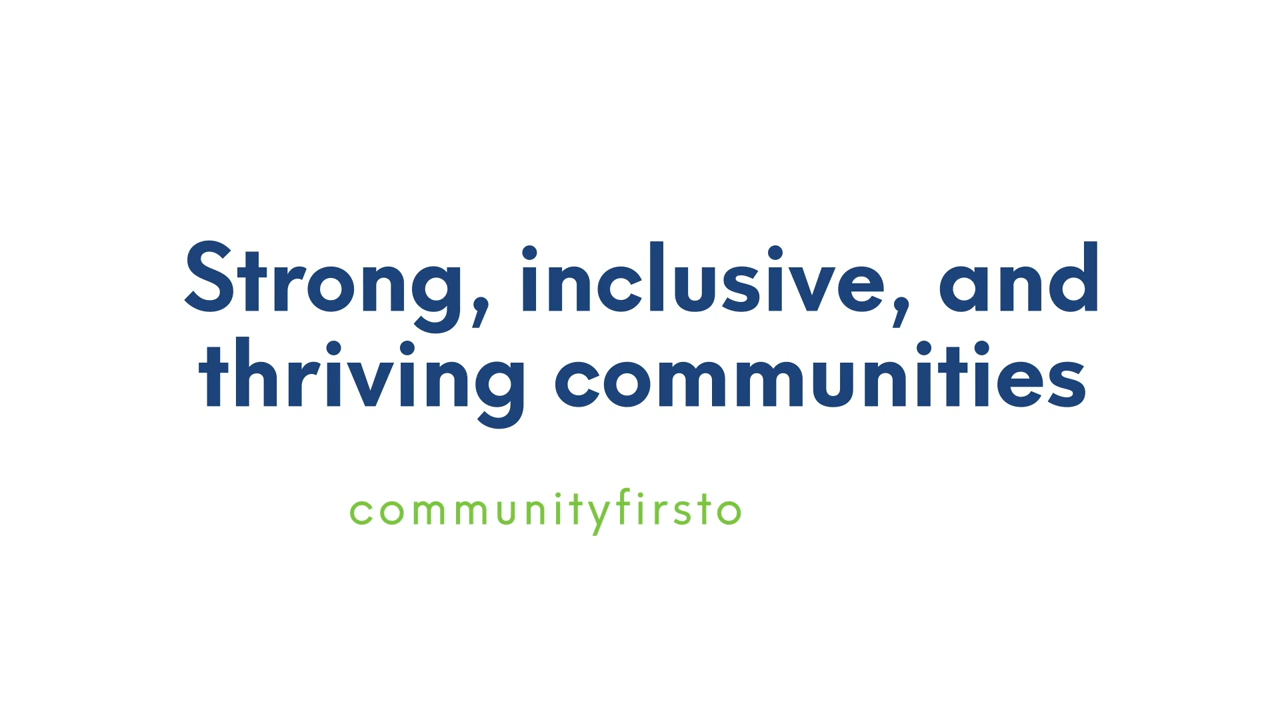 Strong, inclusive, and
thriving communities
communityfirsto